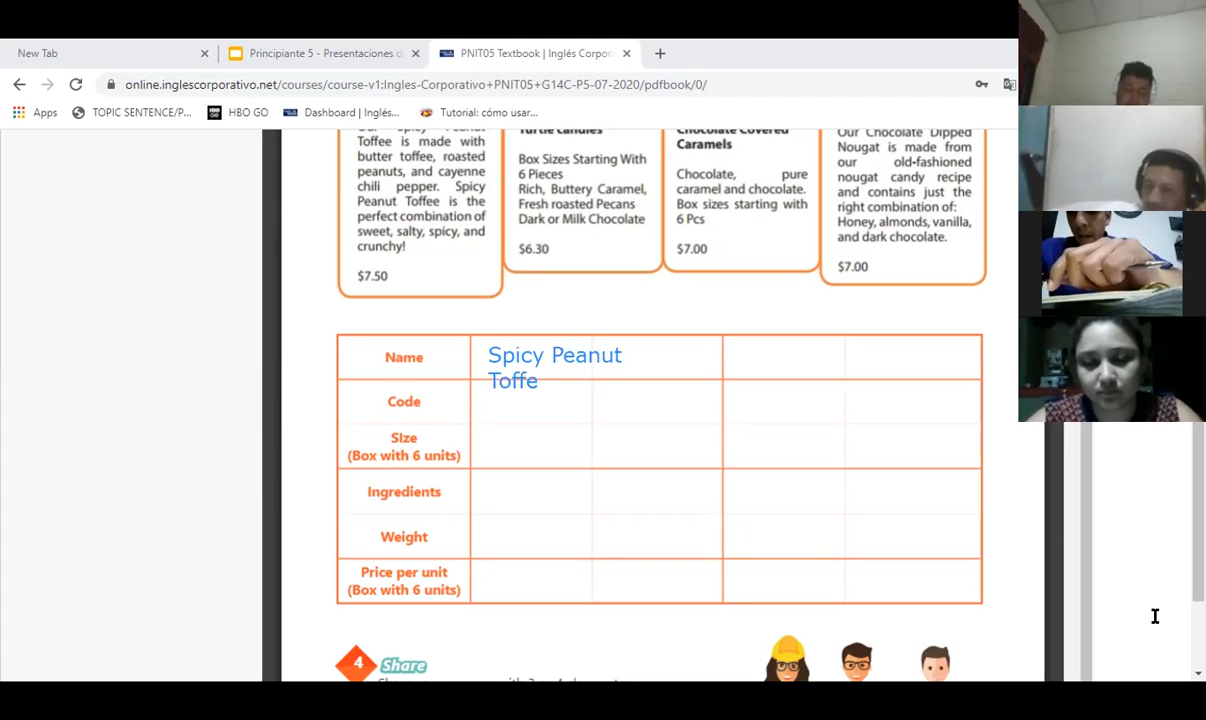 New Tab
Principiante 5 - Presentaciones d
PNIT05 Textbook | Inglés Corpor
online.inglescorporativo.net/courses/course-v1:Ingles-Corporativo+PNIT05+G14C-P5-07-2020/pdfbook/0/
Apps
TOPIC SENTENCE/P...
HBO GO
Dashboard | Inglés...
Tutorial: cómo usar...
Our Spicy Peanut
Toffee is made with
butter toffee, roasted
peanuts, and cayenne
chili pepper. Spicy
Peanut Toffee is the
perfect combination of
sweet, salty, spicy, and
crunchy!
$7.50
Turtle candies
Box Sizes Starting With
6 Pieces
Rich, Buttery Caramel,
Fresh roasted Pecans
Dark or Milk Chocolate
$6.30
Chocolate Covered
Caramels
Chocolate, pure
caramel and chocolate.
Box sizes starting with
6 Pcs
$7.00
Our Chocolate Dipped
Nougat is made from
our old-fashioned
nougat candy recipe
and contains just the
right combination of:
Honey, almonds, vanilla,
and dark chocolate.
$7.00
Name
Spicy Peanut
Toffe
Code
SIze
(Box with 6 units)
Ingredients
Weight
Price per unit
(Box with 6 units)
4
Share